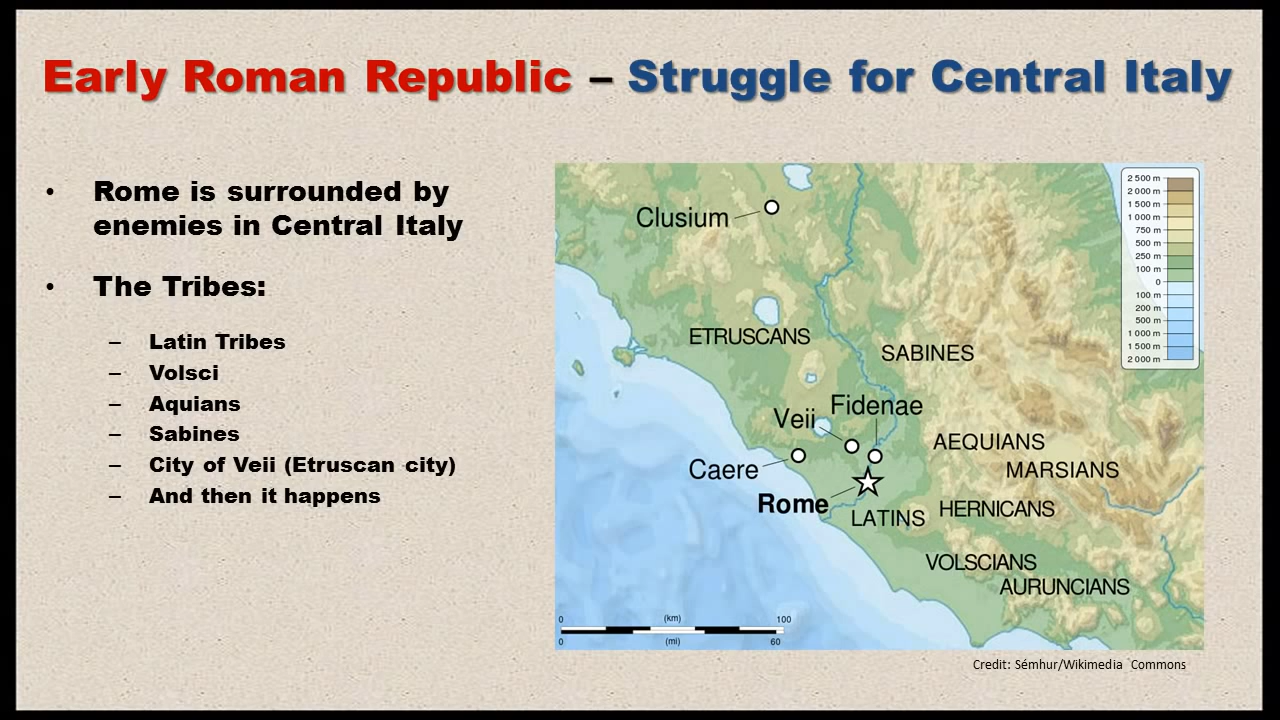 Early Roman Republic – Struggle for Central Italy
• Rome is surrounded by
enemies in Central Italy
• The Tribes:
– Latin Tribes
– Volsci
– Aquians
– Sabines
– City of Veii (Etruscan city)
– And then it happens
Clusium
ETRUSCANS
SABINES
Fidenae
Veii
AEQUIANS
Caere
MARSIANS
Rome
HERNICANS
LATINS
VOLSCIANS
AURUNCIANS
2 500 m
2 000 m
1 500 m
1 000 m
750 m
500 m
250 m
100 m
0
100 m
200 m
500 m
1 000 m
1 500 m
2 000 m
0 (km) 100
0 (mi) 60
Credit: Sémhur/Wikimedia Commons